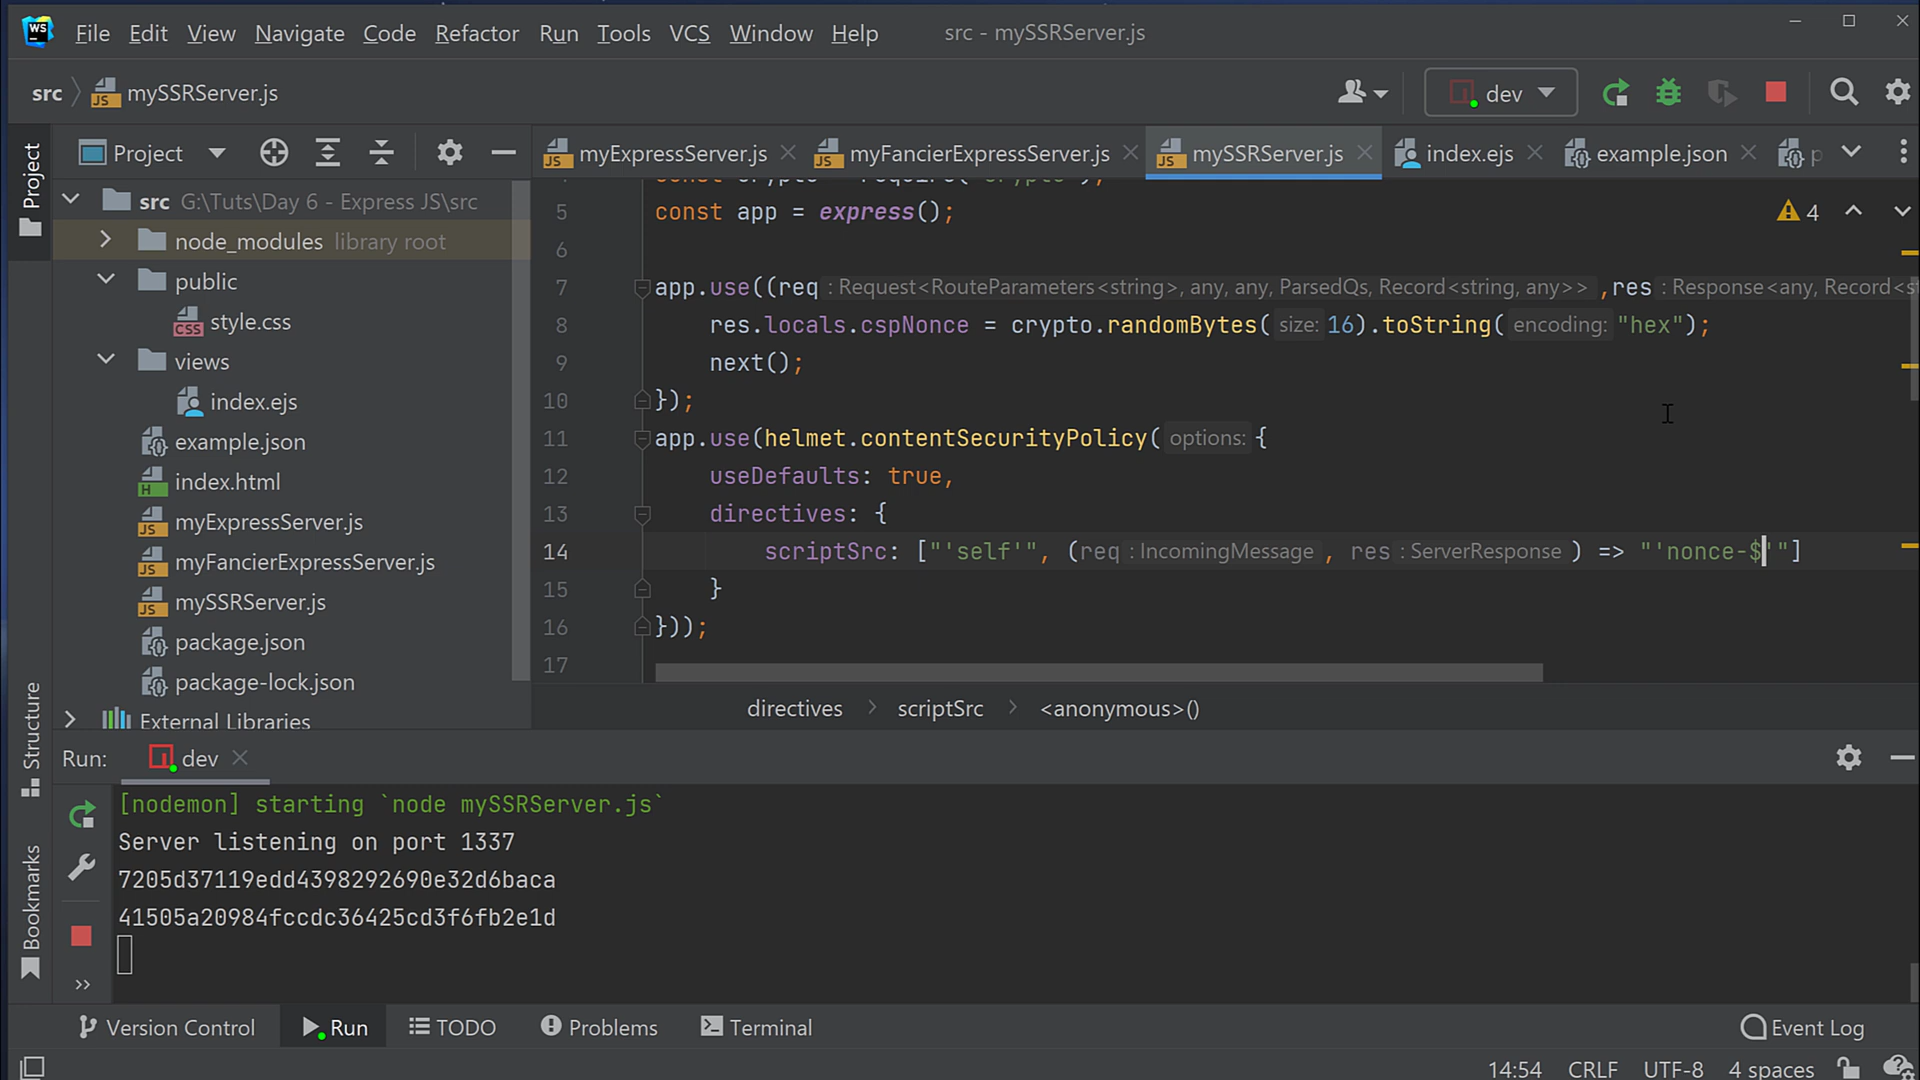 WS File Edit View Navigate Code Refactor Run Tools VCS Window Help src - mySSRServer.js
src mySSRServer.js dev
Project
Project
myExpressServer.js myFancierExpressServer.js mySSRServer.js index.ejs example.json p
src G:\Tuts\Day 6 - Express JS\src
node_modules library root
public
style.css
views
index.ejs
example.json
index.html
myExpressServer.js
myFancierExpressServer.js
mySSRServer.js
package.json
package-lock.json
External Libraries
const crypto = require("crypto");
5 const app = express();
4
6
7 app.use((req : Request<RouteParameters<string>, any, any, ParsedQs, Record<string, any>> ,res : Response<any, Record<s
8 res.locals.cspNonce = crypto.randomBytes( size: 16).toString( encoding: "hex");
9 next();
10 });
11 app.use(helmet.contentSecurityPolicy( options: {
12 useDefaults: true,
13 directives: {
14 scriptSrc: ["'self'", (req : IncomingMessage , res : ServerResponse ) => "'nonce-$'"]
15 }
16 }));
17
directives scriptSrc <anonymous>()
Structure
Bookmarks
Run: dev
[nodemon] starting `node mySSRServer.js`
Server listening on port 1337
7205d37119edd4398292690e32d6baca
41505a20984fccdc36425cd3f6fb2e1d
Version Control Run TODO Problems Terminal Event Log
14:54 CRLF UTF-8 4 spaces